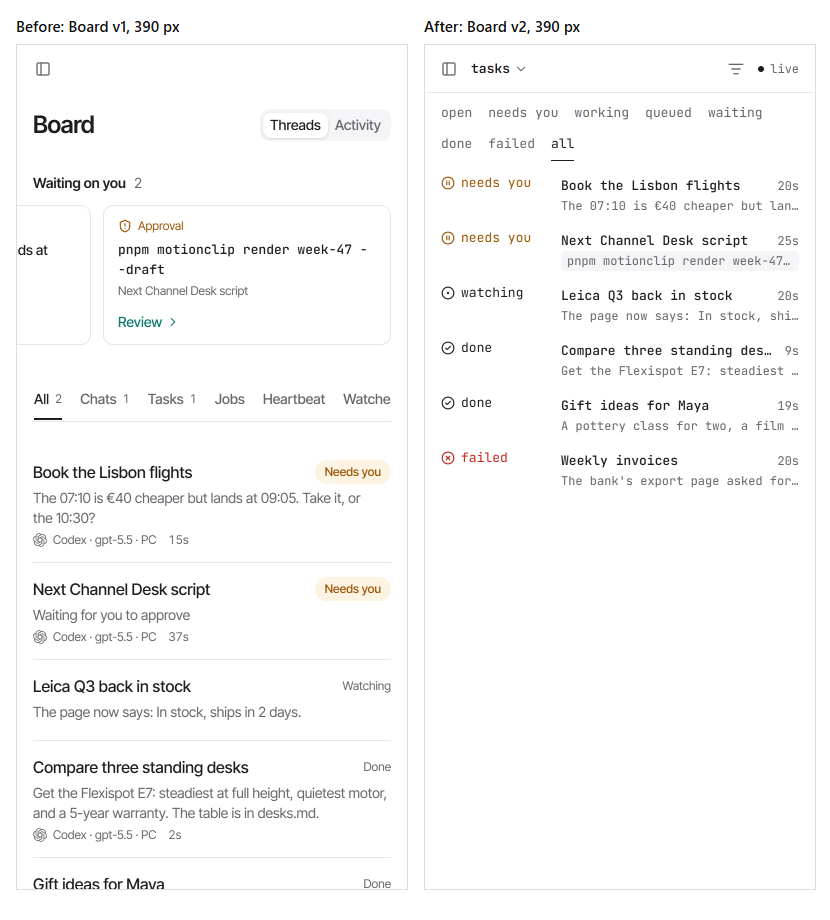 Before: Board v1, 390 px
Board
Threads Activity
Waiting on you 2
ds at
Approval
pnpm motionclip render week-47 -
-draft
Next Channel Desk script
Review
All 2 Chats 1 Tasks 1 Jobs Heartbeat Watche
Book the Lisbon flights Needs you
The 07:10 is €40 cheaper but lands at 09:05. Take it, or
the 10:30?
Codex · gpt-5.5 · PC 15s
Next Channel Desk script Needs you
Waiting for you to approve
Codex · gpt-5.5 · PC 37s
Leica Q3 back in stock Watching
The page now says: In stock, ships in 2 days.
Compare three standing desks Done
Get the Flexispot E7: steadiest at full height, quietest motor,
and a 5-year warranty. The table is in desks.md.
Codex · gpt-5.5 · PC 2s
Gift ideas for Maya Done
After: Board v2, 390 px
tasks live
open needs you working queued waiting
done failed all
needs you Book the Lisbon flights 20s
The 07:10 is €40 cheaper but lan…
needs you Next Channel Desk script 25s
pnpm motionclip render week-47…
watching Leica Q3 back in stock 20s
The page now says: In stock, shi…
done Compare three standing des… 9s
Get the Flexispot E7: steadiest …
done Gift ideas for Maya 19s
A pottery class for two, a film …
failed Weekly invoices 20s
The bank's export page asked for…